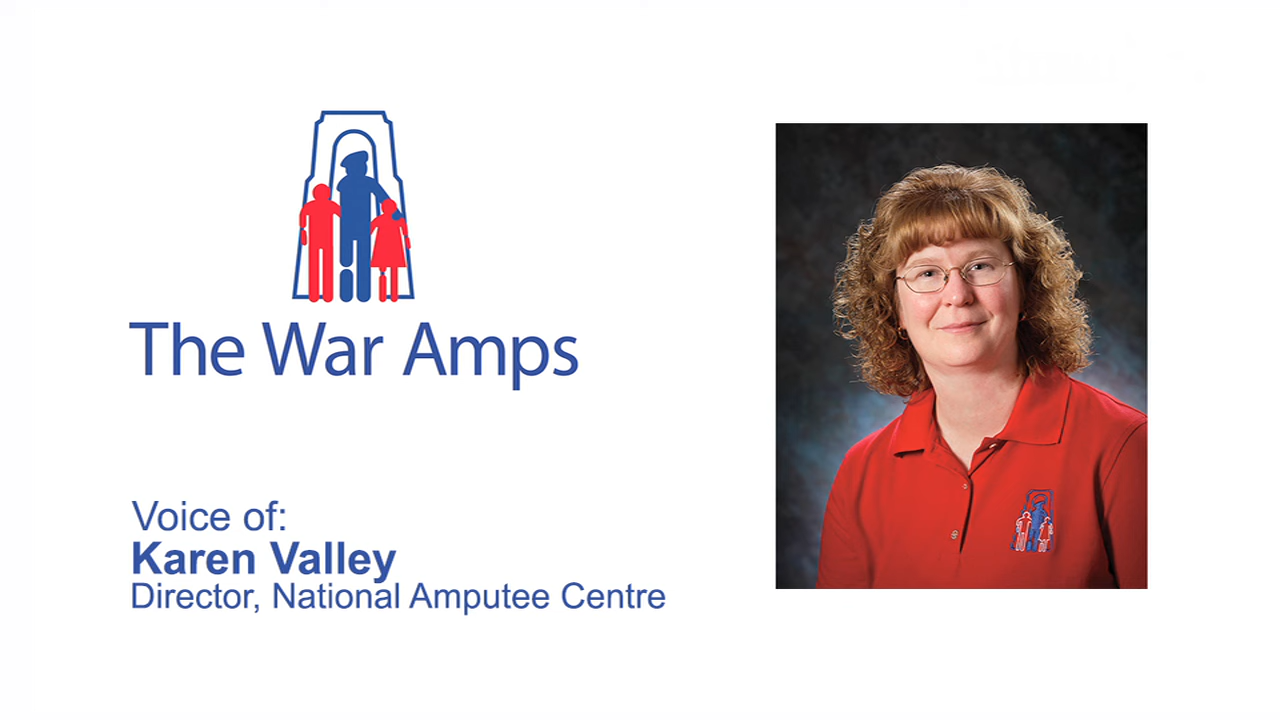 The War Amps
Voice of:
Karen Valley
Director, National Amputee Centre